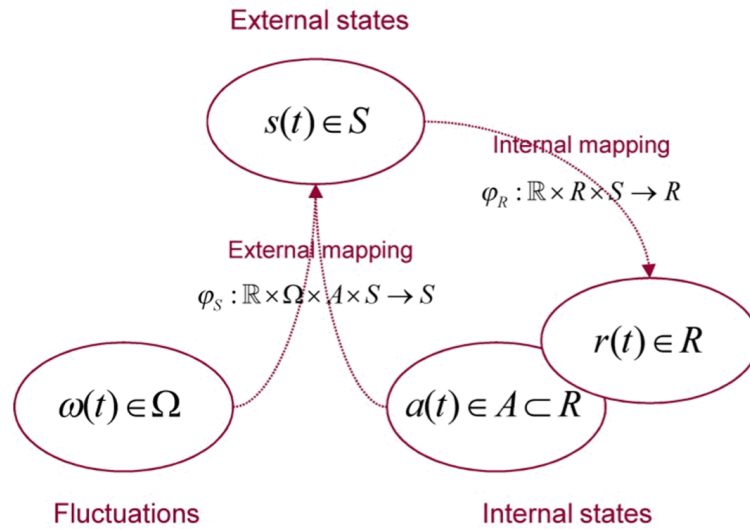 External states
s(t) ∈ S
Internal mapping
φ_R : ℝ × R × S → R
External mapping
φ_S : ℝ × Ω × A × S → S
r(t) ∈ R
ω(t) ∈ Ω
a(t) ∈ A ⊂ R
Fluctuations
Internal states